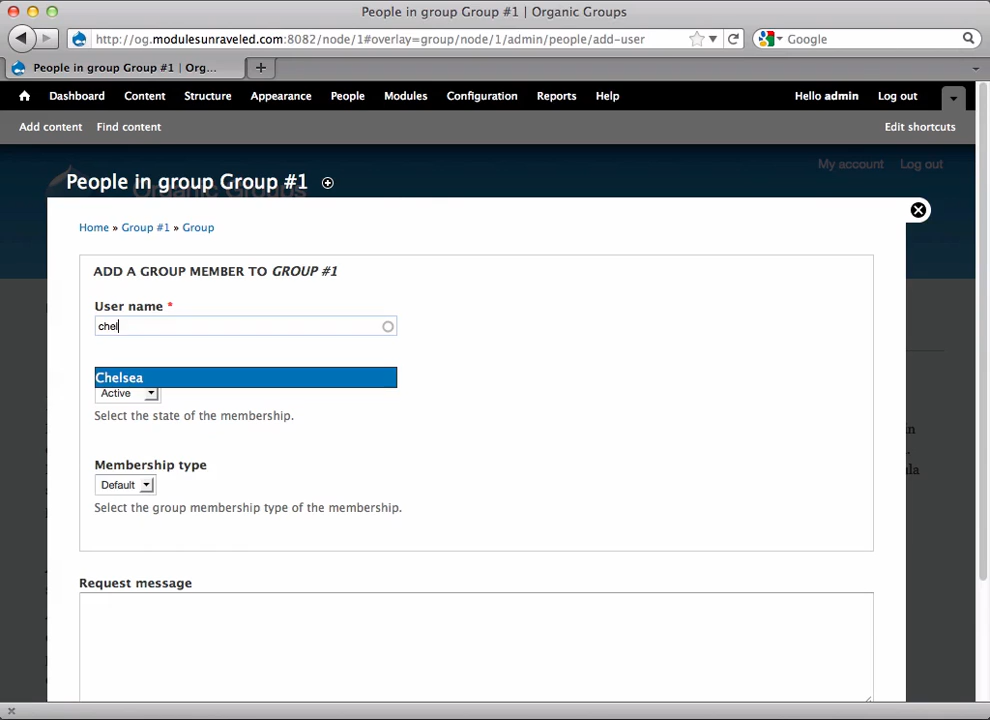 People in group Group #1 | Organic Groups
http://og.modulesunraveled.com:8082/node/1#overlay=group/node/1/admin/people/add-user
Google
People in group Group #1 | Org...
Dashboard Content Structure Appearance People Modules Configuration Reports Help Hello admin Log out
Add content Find content Edit shortcuts
My account Log out
People in group Group #1
Organic Groups
Home » Group #1 » Group
ADD A GROUP MEMBER TO GROUP #1
User name *
chel
Chelsea
Active
Select the state of the membership.
Membership type
Default
Select the group membership type of the membership.
Request message